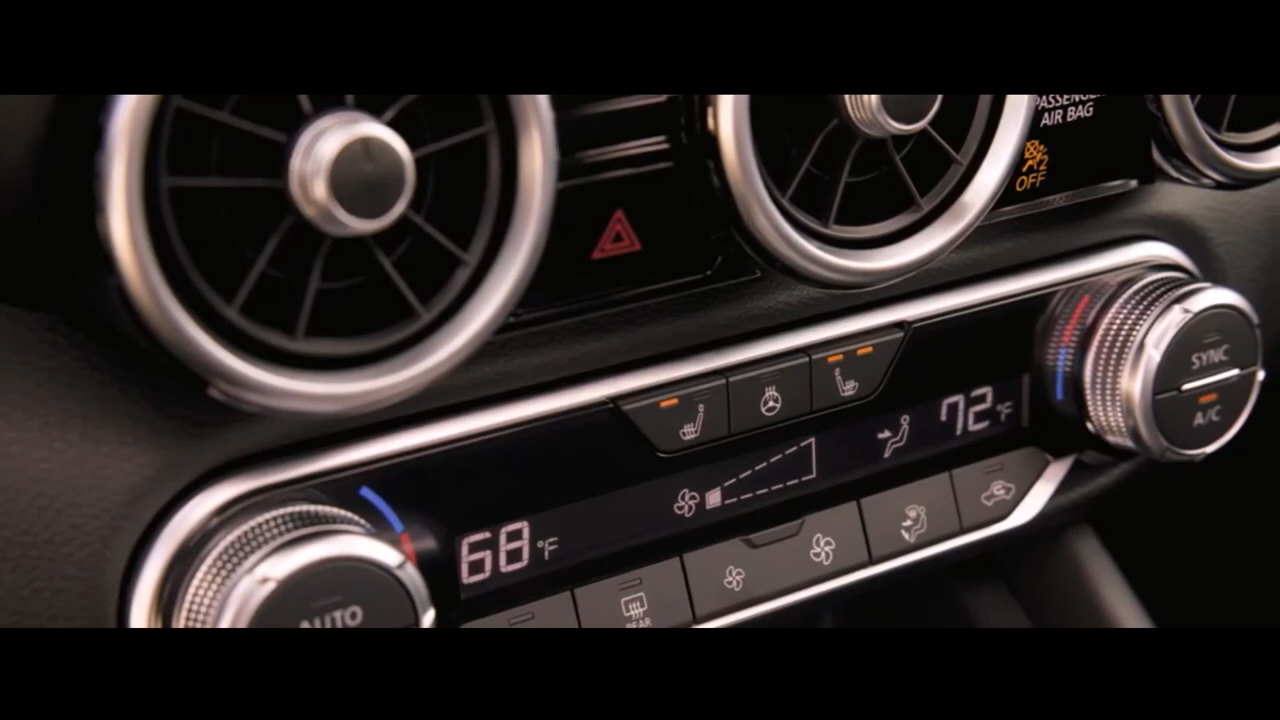 PASSENGER
AIR BAG
2
OFF
SYNC
A/C
72°F
68°F
AUTO
REAR